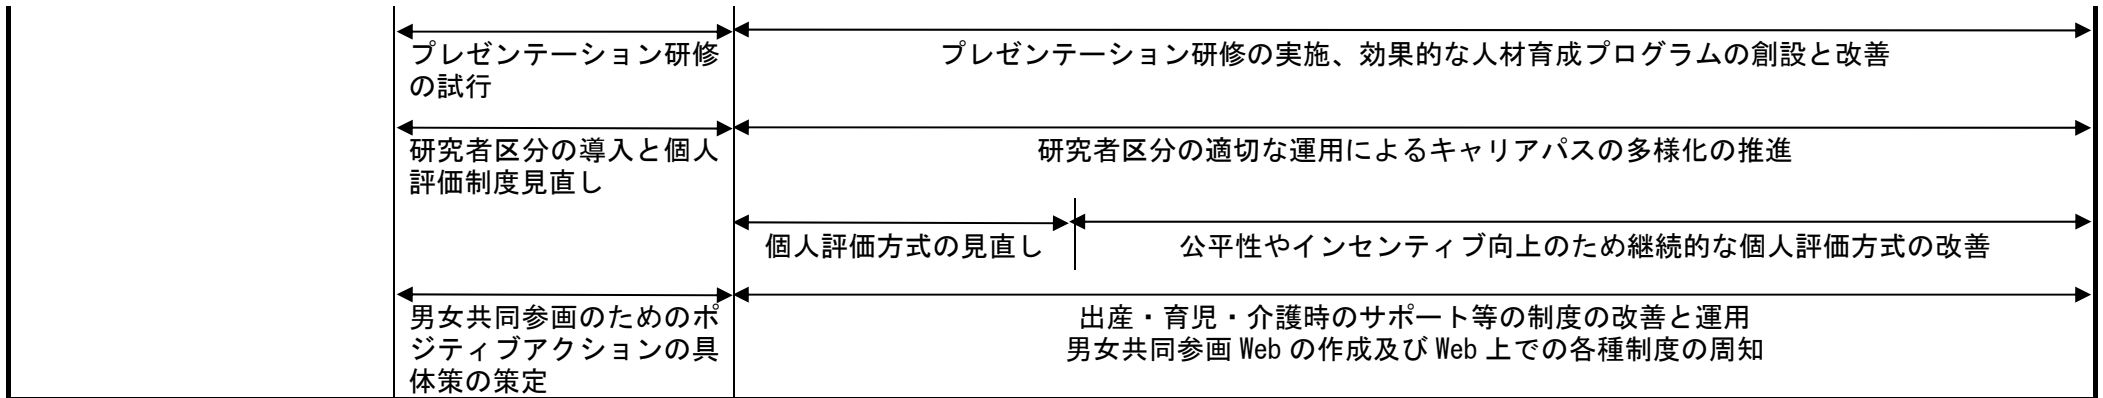 プレゼンテーション研修
の試行
プレゼンテーション研修の実施、効果的な人材育成プログラムの創設と改善
研究者区分の導入と個人
評価制度見直し
研究者区分の適切な運用によるキャリアパスの多様化の推進
個人評価方式の見直し
公平性やインセンティブ向上のため継続的な個人評価方式の改善
男女共同参画のためのポ
ジティブアクションの具
体策の策定
出産・育児・介護時のサポート等の制度の改善と運用
男女共同参画 Web の作成及び Web 上での各種制度の周知